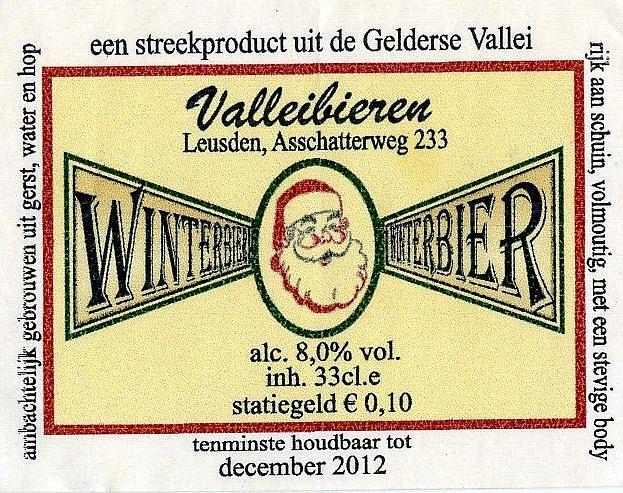 een streekproduct uit de Gelderse Vallei
ambachtelijk gebrouwen uit gerst, water en hop
Valleibieren
Leusden, Asschatterweg 233
WINTERBIER
WINTERBIER
alc. 8,0% vol.
inh. 33cl.e
statiegeld € 0,10
tenminste houdbaar tot
december 2012
rijk aan schuin, volmoutig, met een stevige body